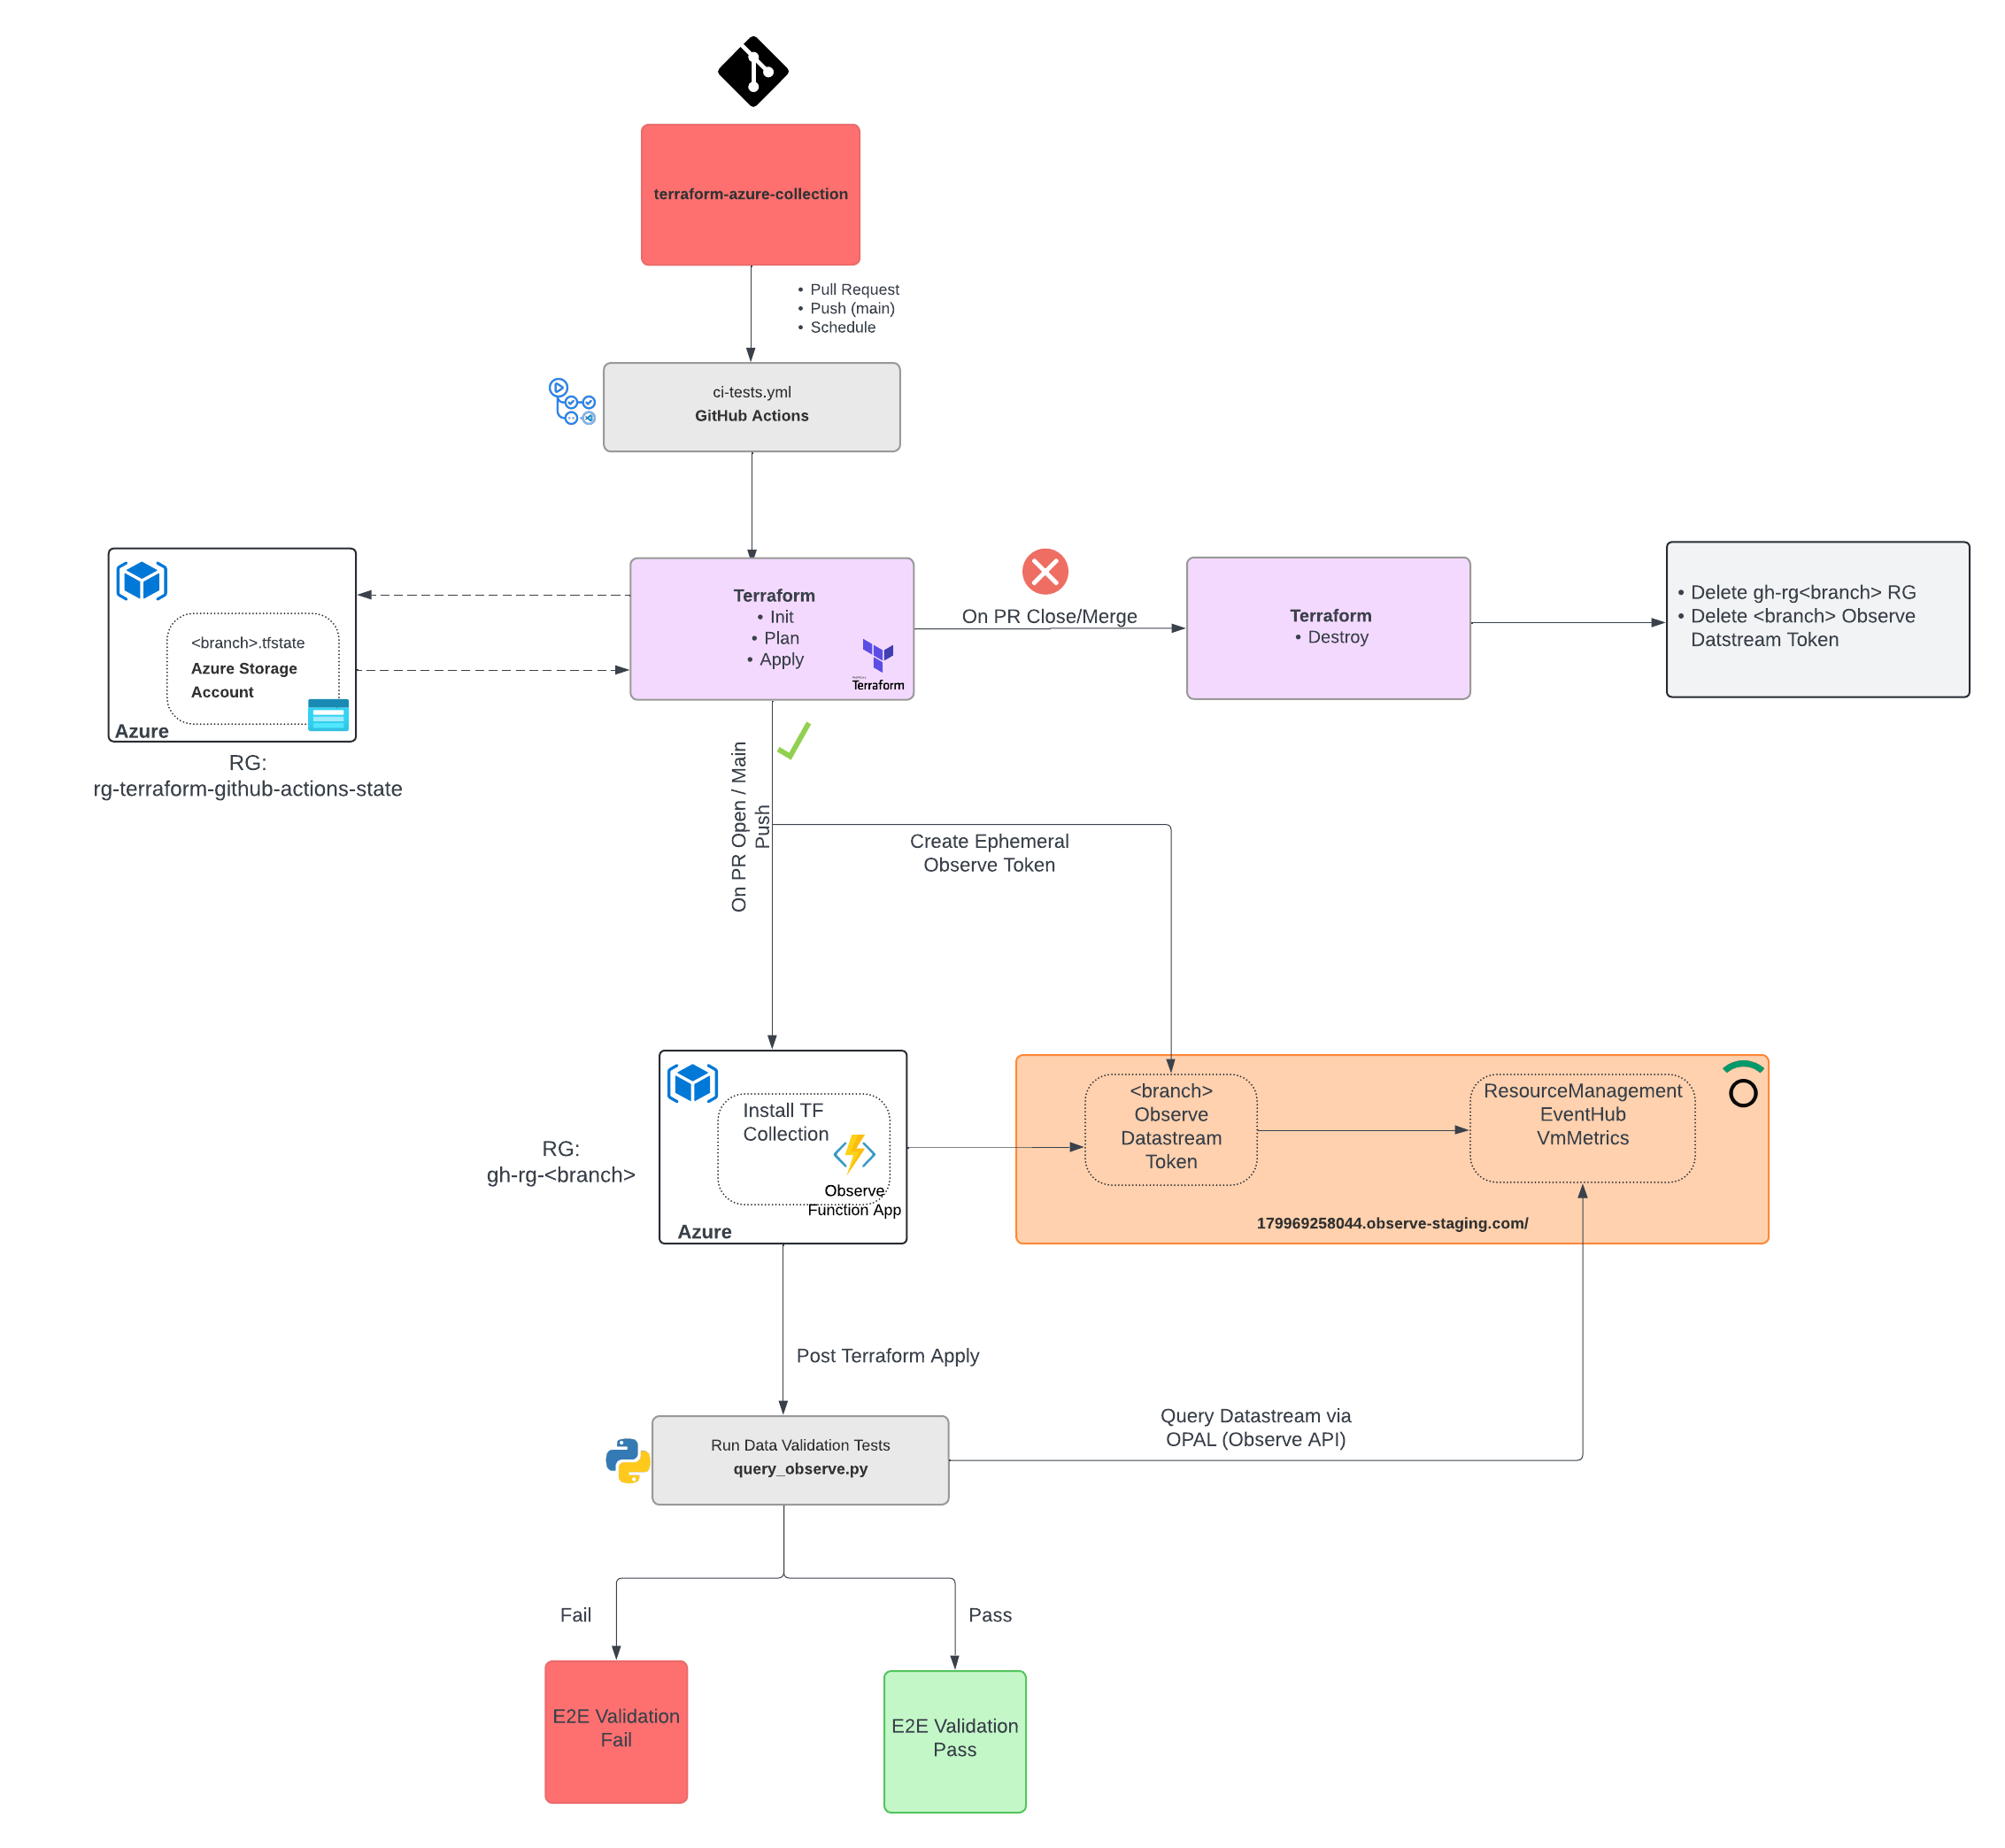 terraform-azure-collection
• Pull Request
• Push (main)
• Schedule
ci-tests.yml
GitHub Actions
<branch>.tfstate
Azure Storage
Account
Azure
RG:
rg-terraform-github-actions-state
Terraform
• Init
• Plan
• Apply
Terraform
On PR Close/Merge
Terraform
• Destroy
• Delete gh-rg<branch> RG
• Delete <branch> Observe
Datstream Token
On PR Open / Main
Push
Create Ephemeral
Observe Token
RG:
gh-rg-<branch>
Install TF
Collection
Observe
Function App
Azure
<branch>
Observe
Datastream
Token
ResourceManagement
EventHub
VmMetrics
179969258044.observe-staging.com/
Post Terraform Apply
Run Data Validation Tests
query_observe.py
Query Datastream via
OPAL (Observe API)
Fail
Pass
E2E Validation
Fail
E2E Validation
Pass